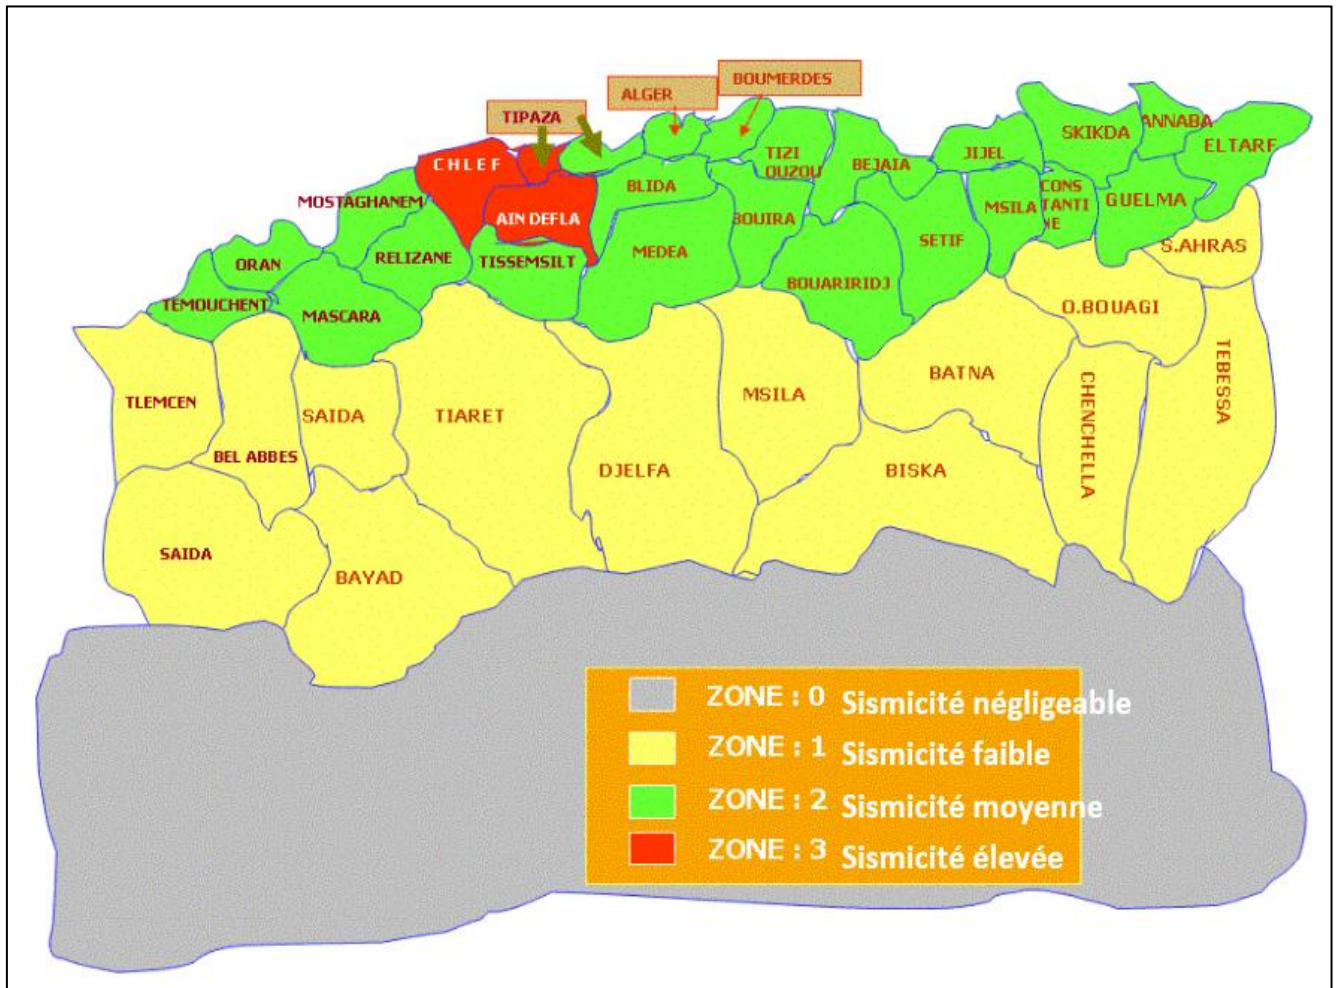 BOUMERDES
ALGER
TIPAZA
CHLEF
AIN DEFLA
MOSTAGHANEM
RELIZANE
TISSEMSILT
ORAN
TEMOUCHENT
MASCARA
BLIDA
MEDEA
TIZI
OUZOU
BOUIRA
BEJAIA
BOUARIRIDJ
SETIF
JIJEL
MSILA
CONS
TANTI
NE
SKIKDA
ANNABA
ELTARF
GUELMA
S.AHRAS
O.BOUAGI
TEBESSA
CHENCHELLA
BATNA
BISKA
MSILA
DJELFA
TIARET
SAIDA
BEL ABBES
TLEMCEN
SAIDA
BAYAD
ZONE : 0 Sismicité négligeable
ZONE : 1 Sismicité faible
ZONE : 2 Sismicité moyenne
ZONE : 3 Sismicité élevée